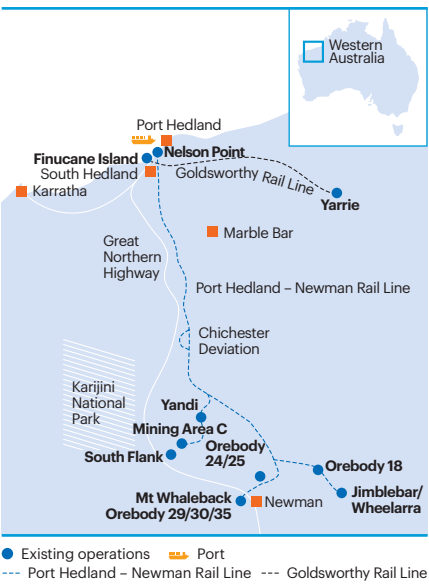 Western
Australia
Port Hedland
Nelson Point
Finucane Island
South Hedland
Goldsworthy Rail Line
Karratha
Yarrie
Great
Northern
Highway
Marble Bar
Port Hedland – Newman Rail Line
Chichester
Deviation
Karijini
National
Park
Yandi
Mining Area C
Orebody
24/25
South Flank
Orebody 18
Mt Whaleback
Orebody 29/30/35
Newman
Jimblebar/
Wheelarra
Existing operations Port
Port Hedland – Newman Rail Line Goldsworthy Rail Line